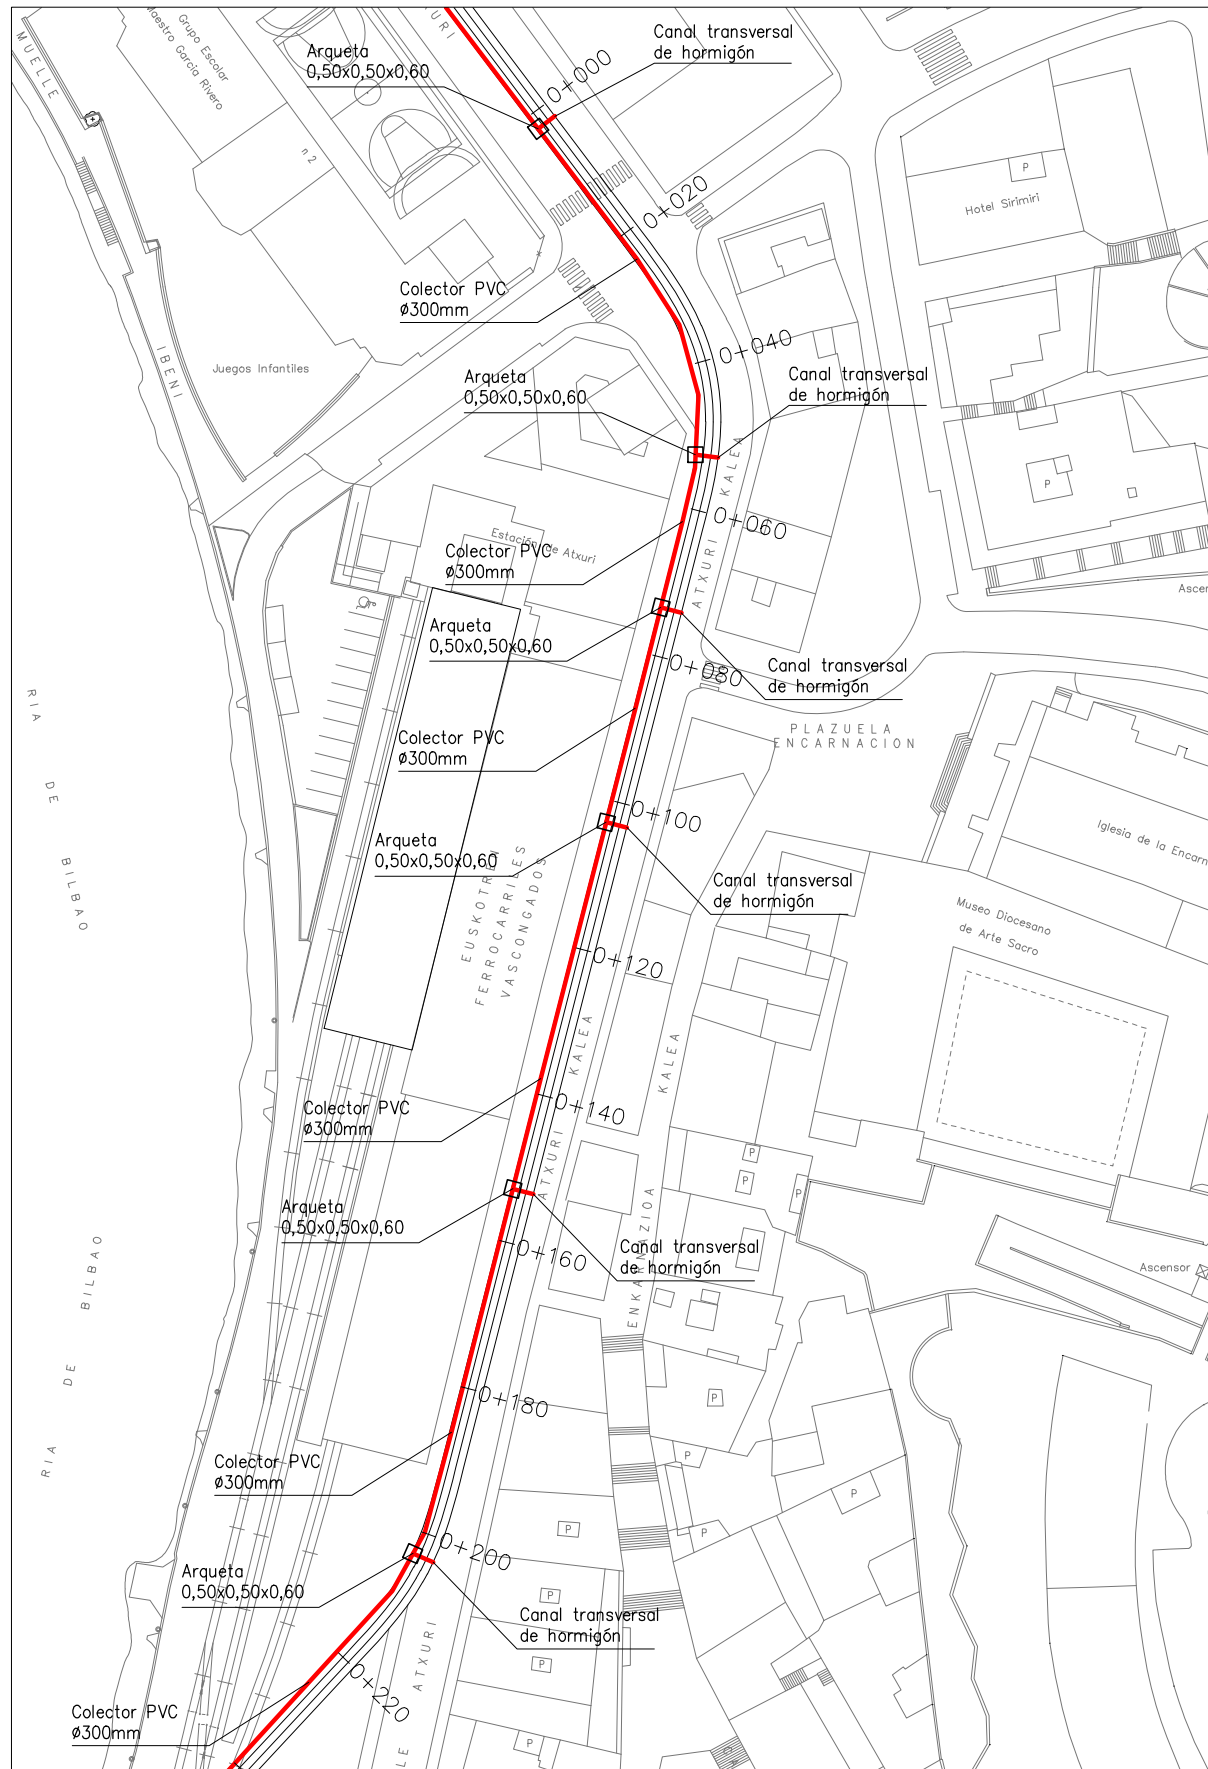 MUELLE
Grupo Escolar
Maestro García Rivero
n 2
TXURI
Arqueta
0,50x0,50x0,60
Canal transversal
de hormigón
0+000
0+020
P
Hotel Sirimiri
Colector PVC
ø300mm
IBENI
Juegos Infantiles
0+040
Arqueta
0,50x0,50x0,60
Canal transversal
de hormigón
ATXURI KALEA
P
0+060
Estación de Atxuri
Colector PVC
ø300mm
Ascen
Arqueta
0,50x0,50x0,60
0+080
Canal transversal
de hormigón
RIA DE BILBAO
PLAZUELA
ENCARNACION
Colector PVC
ø300mm
0+100
Iglesia de la Encarn
Arqueta
0,50x0,50x0,60
Canal transversal
de hormigón
EUSKOTREN
FERROCARRILES
VASCONGADOS
Museo Diocesano
de Arte Sacro
0+120
ATXURI KALEA
ENKARNAZIOA KALEA
0+140
Colector PVC
ø300mm
P
P
P
Arqueta
0,50x0,50x0,60
0+160
Canal transversal
de hormigón
RIA DE BILBAO
Ascensor
0+180
P
P
Colector PVC
ø300mm
P
P
P
0+200
Arqueta
0,50x0,50x0,60
P
Canal transversal
de hormigón
ATXURI
P
0+220
Colector PVC
ø300mm
P
LE